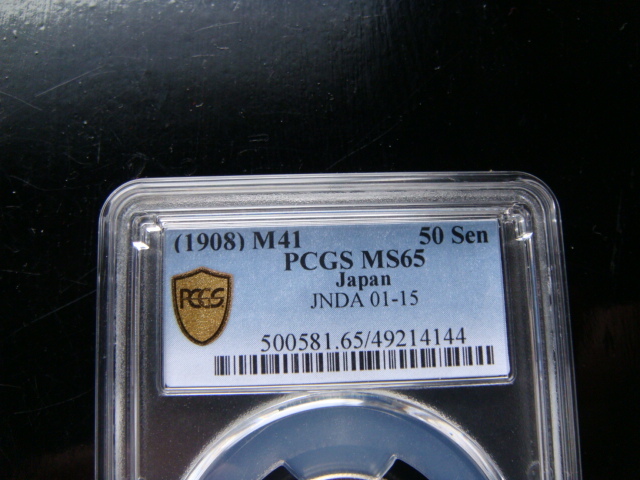 (1908) M41 50 Sen
PCGS MS65
Japan
JNDA 01-15
PCGS
500581.65/49214144